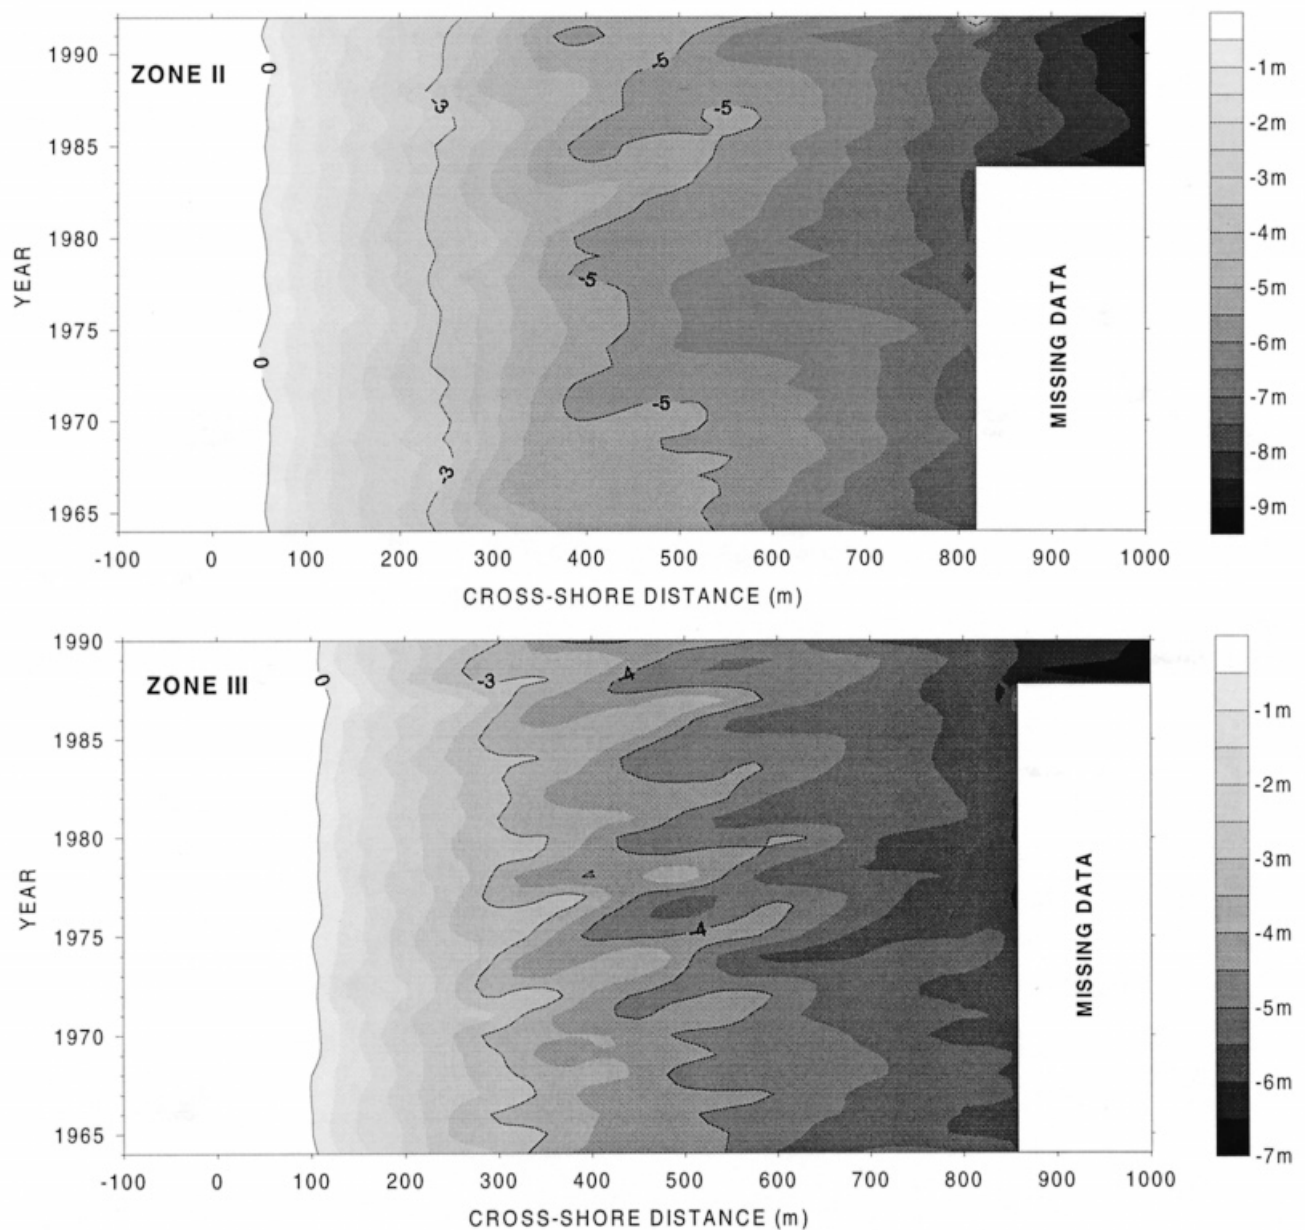 ZONE II
0
-3
-5
-5
-5
0
-5
-3
1990
1985
1980
1975
1970
1965
YEAR
-100 0 100 200 300 400 500 600 700 800 900 1000
CROSS-SHORE DISTANCE (m)
MISSING DATA
-1m
-2m
-3m
-4m
-5m
-6m
-7m
-8m
-9m
ZONE III
0
-3
-4
-4
1990
1985
1980
1975
1970
1965
YEAR
-100 0 100 200 300 400 500 600 700 800 900 1000
CROSS-SHORE DISTANCE (m)
MISSING DATA
-1m
-2m
-3m
-4m
-5m
-6m
-7m